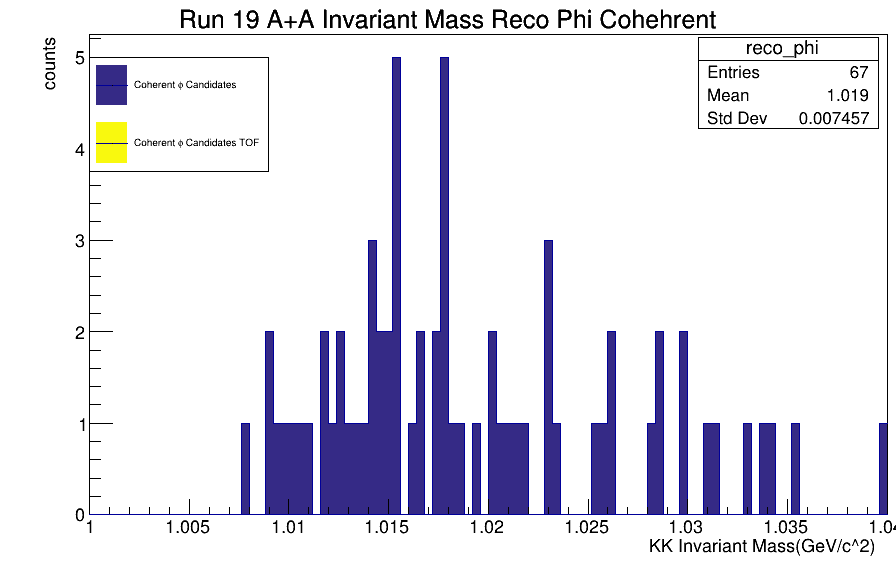 Run 19 A+A Invariant Mass Reco Phi Cohehrent
counts
reco_phi
Entries 67
Mean 1.019
Std Dev 0.007457
Coherent ϕ Candidates
Coherent ϕ Candidates TOF
5
4
3
2
1
0
1 1.005 1.01 1.015 1.02 1.025 1.03 1.035 1.04
KK Invariant Mass(GeV/c^2)